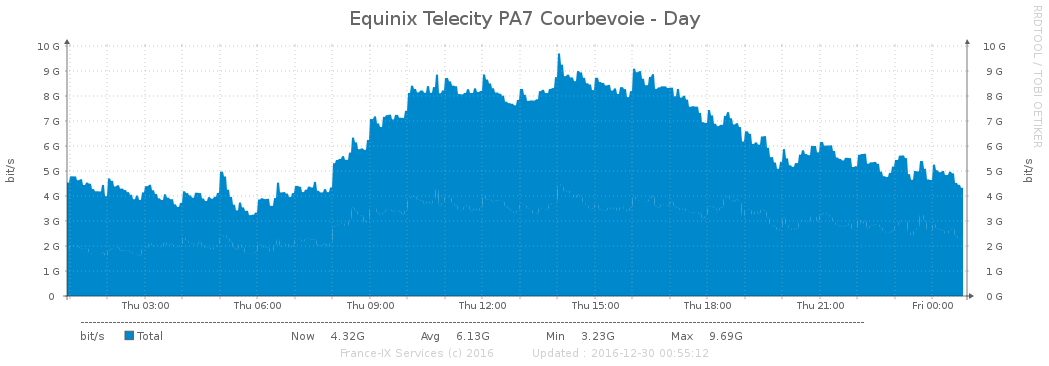 Equinix Telecity PA7 Courbevoie - Day
RRDTOOL / TOBI OETIKER
bit/s
10 G
9 G
8 G
7 G
6 G
5 G
4 G
3 G
2 G
1 G
0
10 G
9 G
8 G
7 G
6 G
5 G
4 G
3 G
2 G
1 G
0 G
bit/s
Thu 03:00 Thu 06:00 Thu 09:00 Thu 12:00 Thu 15:00 Thu 18:00 Thu 21:00 Fri 00:00
bit/s Total Now 4.32G Avg 6.13G Min 3.23G Max 9.69G
France-IX Services (c) 2016 Updated : 2016-12-30 00:55:12